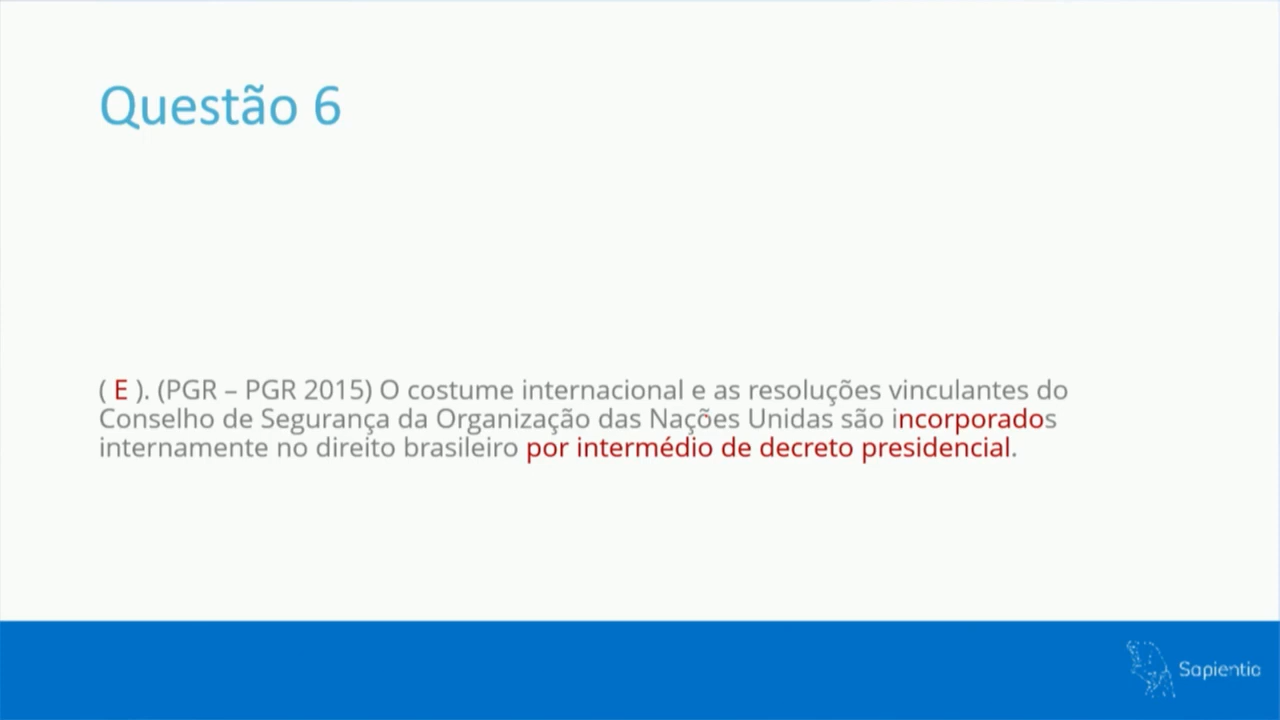 Questão 6
( E ). (PGR – PGR 2015) O costume internacional e as resoluções vinculantes do
Conselho de Segurança da Organização das Nações Unidas são incorporados
internamente no direito brasileiro por intermédio de decreto presidencial.
Sapientia